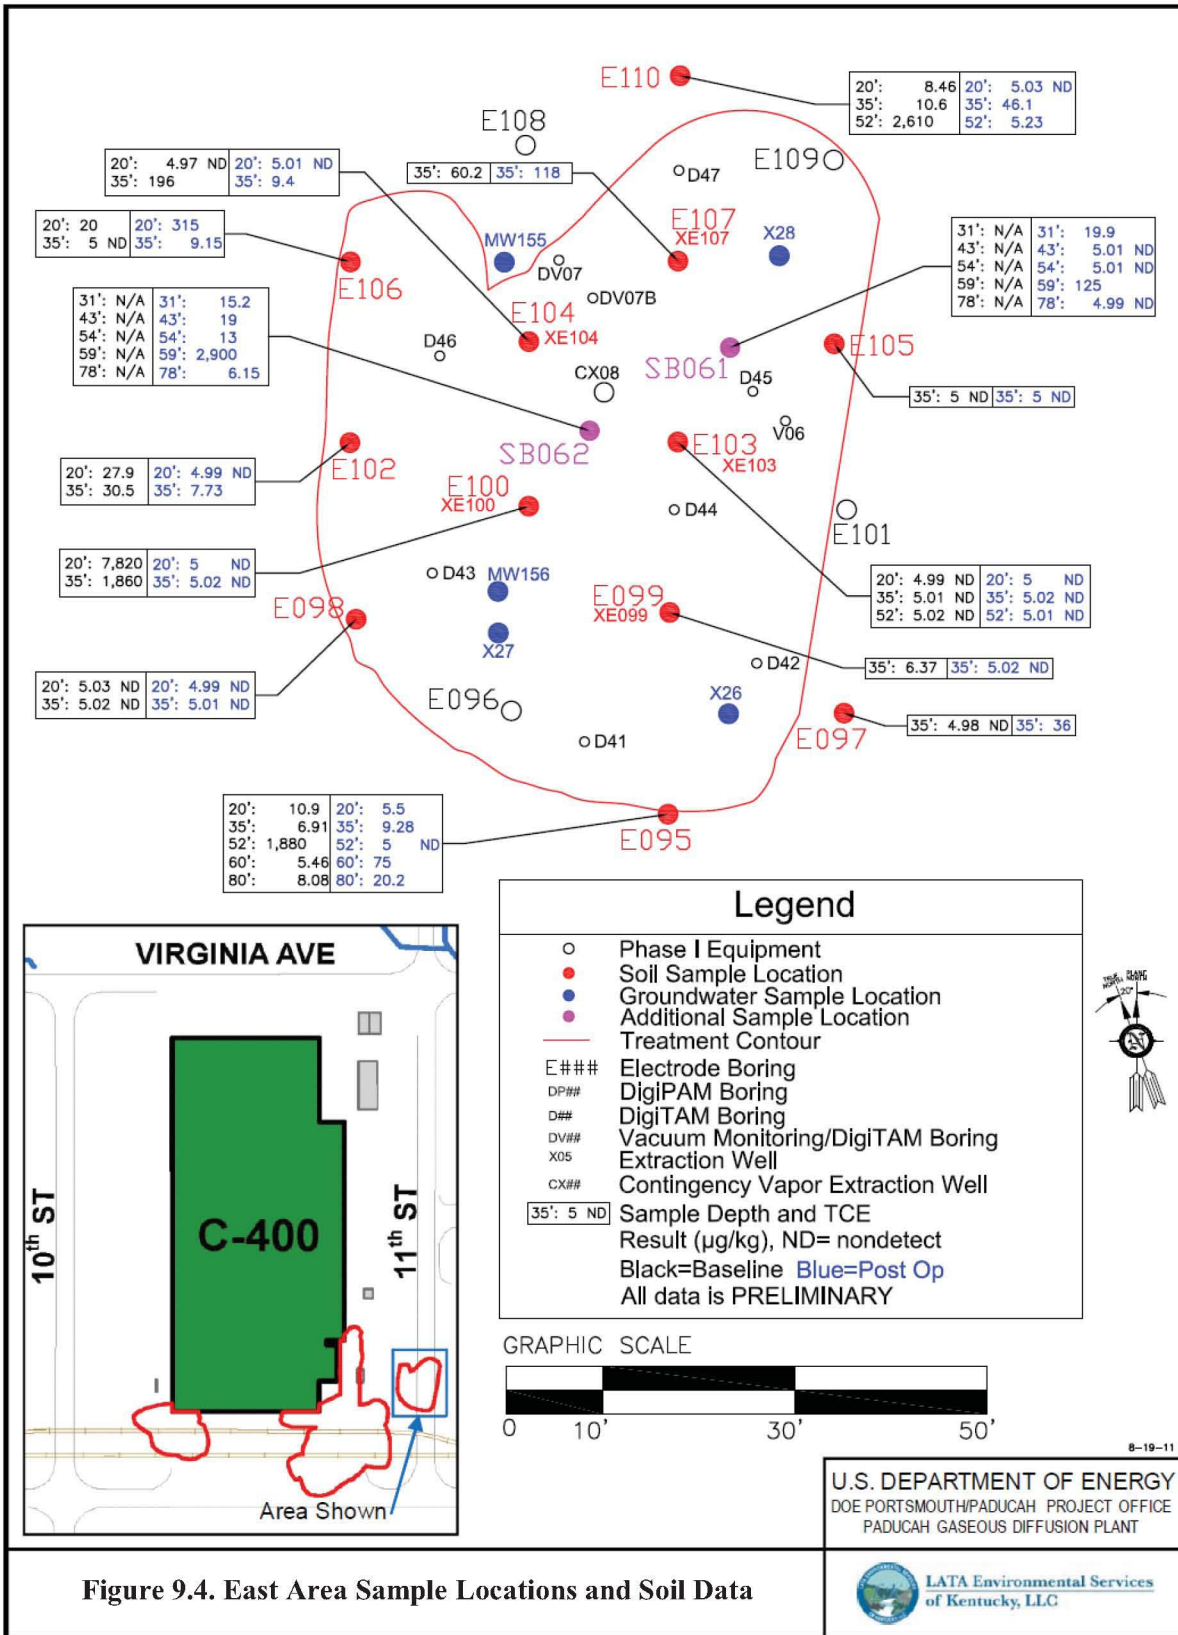 E110
20': 8.46 20': 5.03 ND
35': 10.6 35': 46.1
52': 2,610 52': 5.23
E108
E109
20': 4.97 ND 20': 5.01 ND
35': 196 35': 9.4
35': 60.2 35': 118
D47
E107
XE107
X28
20': 20 20': 315
35': 5 ND 35': 9.15
MW155
DV07
31': N/A 31': 19.9
43': N/A 43': 5.01 ND
54': N/A 54': 5.01 ND
59': N/A 59': 125
78': N/A 78': 4.99 ND
E106
DV07B
31': N/A 31': 15.2
43': N/A 43': 19
54': N/A 54': 13
59': N/A 59': 2,900
78': N/A 78': 6.15
E104
XE104
D46
E105
SB061
CX08
D45
35': 5 ND 35': 5 ND
V06
SB062
E103
XE103
E102
20': 27.9 20': 4.99 ND
35': 30.5 35': 7.73
E100
XE100
D44
E101
20': 7,820 20': 5 ND
35': 1,860 35': 5.02 ND
D43
MW156
20': 4.99 ND 20': 5 ND
35': 5.01 ND 35': 5.02 ND
52': 5.02 ND 52': 5.01 ND
E098
E099
XE099
X27
D42
35': 6.37 35': 5.02 ND
20': 5.03 ND 20': 4.99 ND
35': 5.02 ND 35': 5.01 ND
E096
X26
E097
35': 4.98 ND 35': 36
D41
20': 10.9 20': 5.5
35': 6.91 35': 9.28
52': 1,880 52': 5 ND
60': 5.46 60': 75
80': 8.08 80': 20.2
E095
Legend
Phase I Equipment
Soil Sample Location
Groundwater Sample Location
Additional Sample Location
Treatment Contour
E### Electrode Boring
DP## DigiPAM Boring
D## DigiTAM Boring
DV## Vacuum Monitoring/DigiTAM Boring
X05 Extraction Well
CX## Contingency Vapor Extraction Well
35': 5 ND Sample Depth and TCE
Result (µg/kg), ND= nondetect
Black=Baseline Blue=Post Op
All data is PRELIMINARY
TRUE NORTH
PLANT NORTH
20°
N
VIRGINIA AVE
10th ST
C-400
11th ST
Area Shown
GRAPHIC SCALE
0 10' 30' 50'
8-19-11
U.S. DEPARTMENT OF ENERGY
DOE PORTSMOUTH/PADUCAH PROJECT OFFICE
PADUCAH GASEOUS DIFFUSION PLANT
Figure 9.4. East Area Sample Locations and Soil Data
LATA Environmental Services
of Kentucky, LLC